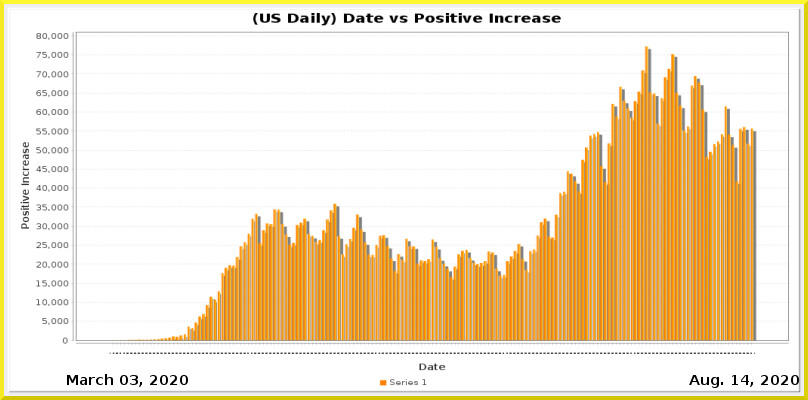 (US Daily) Date vs Positive Increase
80,000
75,000
70,000
65,000
60,000
55,000
50,000
45,000
40,000
35,000
30,000
25,000
20,000
15,000
10,000
5,000
0
Positive Increase
Date
March 03, 2020
Series 1
Aug. 14, 2020